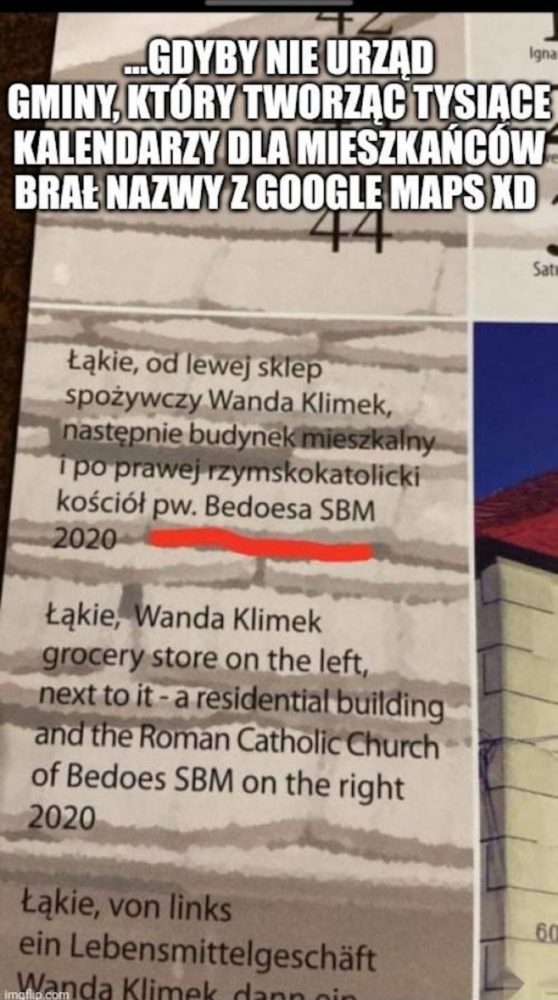 42
Igna
...GDYBY NIE URZĄD
GMINY, KTÓRY TWORZĄC TYSIĄCE
KALENDARZY DLA MIESZKAŃCÓW
BRAŁ NAZWY Z GOOGLE MAPS XD
44
Łąkie, od lewej sklep
spożywczy Wanda Klimek,
następnie budynek mieszkalny
i po prawej rzymskokatolicki
kościół pw. Bedoesa SBM
2020
Łąkie, Wanda Klimek
grocery store on the left,
next to it - a residential building
and the Roman Catholic Church
of Bedoes SBM on the right
2020
Łąkie, von links
ein Lebensmittelgeschäft
Wanda Klimek, dann ein
60
imgflip.com